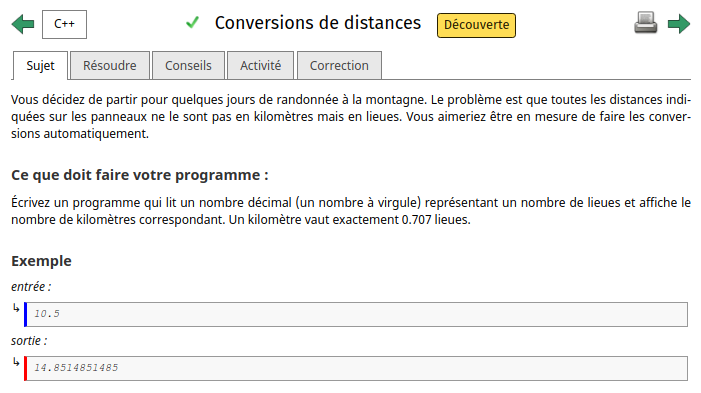 C++
Conversions de distances
Découverte
Sujet
Résoudre
Conseils
Activité
Correction
Vous décidez de partir pour quelques jours de randonnée à la montagne. Le problème est que toutes les distances indi-
quées sur les panneaux ne le sont pas en kilomètres mais en lieues. Vous aimeriez être en mesure de faire les conver-
sions automatiquement.
Ce que doit faire votre programme :
Écrivez un programme qui lit un nombre décimal (un nombre à virgule) représentant un nombre de lieues et affiche le
nombre de kilomètres correspondant. Un kilomètre vaut exactement 0.707 lieues.
Exemple
entrée :
10.5
sortie :
14.8514851485